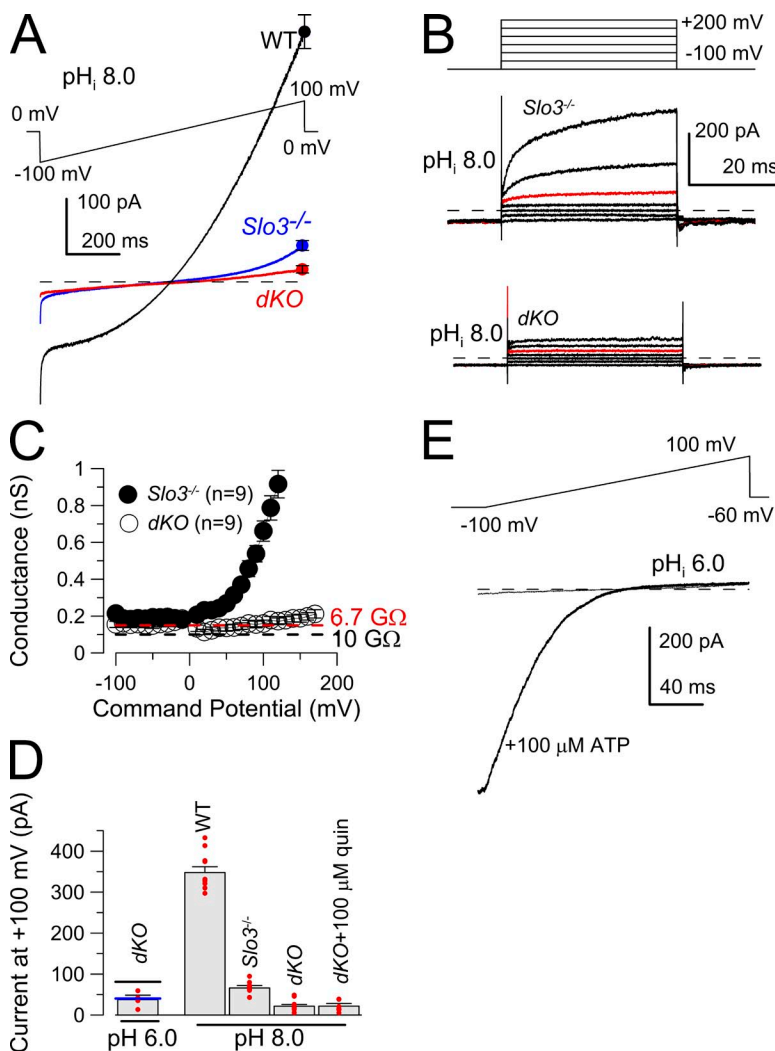 A
WT
pHi 8.0
0 mV
100 mV
-100 mV
0 mV
100 pA
200 ms
Slo3-/-
dKO
B
+200 mV
-100 mV
Slo3-/-
pHi 8.0
200 pA
20 ms
dKO
pHi 8.0
C
Conductance (nS)
1
0.8
0.6
0.4
0.2
0
Slo3-/- (n=9)
dKO (n=9)
6.7 GΩ
10 GΩ
-100
0
100
200
Command Potential (mV)
D
Current at +100 mV (pA)
400
300
200
100
0
dKO
WT
Slo3-/-
dKO
dKO+100 μM quin
pH 6.0
pH 8.0
E
100 mV
-100 mV
-60 mV
pHi 6.0
200 pA
40 ms
+100 μM ATP